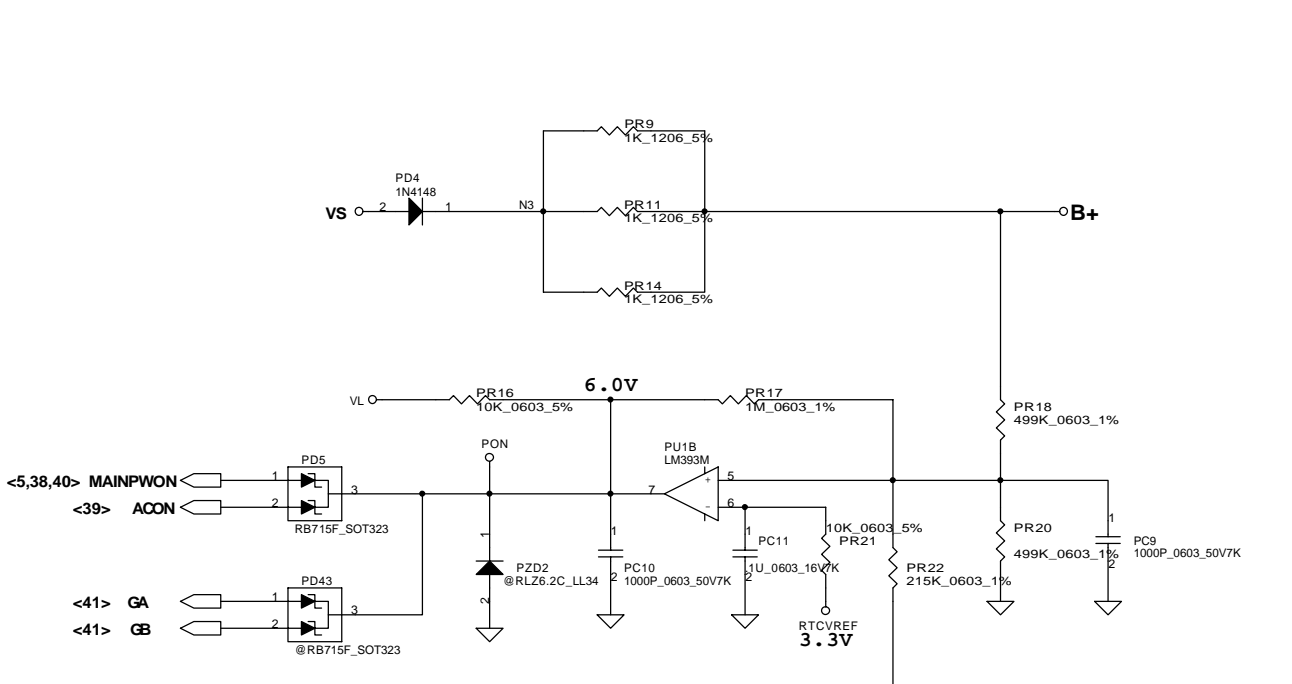 PR9
1K_1206_5%
PD4
1N4148
VS 2 1 N3
PR11
1K_1206_5%
B+
PR14
1K_1206_5%
6.0V
VL
PR16
10K_0603_5%
PR17
1M_0603_1%
PR18
499K_0603_1%
PON
PU1B
LM393M
PD5
<5,38,40> MAINPWON 1
3
<39> ACON 2
RB715F_SOT323
7
+ 5
- 6
10K_0603_5%
PR21
PR20
499K_0603_1%
1
PC9
1000P_0603_50V7K
2
1
PZD2
@RLZ6.2C_LL34
2
1
PC10
1000P_0603_50V7K
2
1
PC11
.1U_0603_16V7K
2
PR22
215K_0603_1%
PD43
<41> GA 1
3
<41> GB 2
@RB715F_SOT323
RTCVREF
3.3V